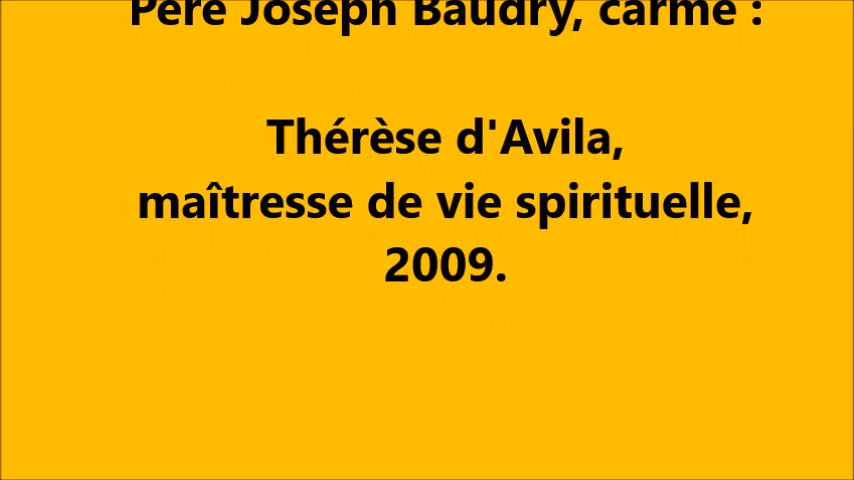 Père Joseph Baudry, carme :
Thérèse d'Avila,
maîtresse de vie spirituelle,
2009.